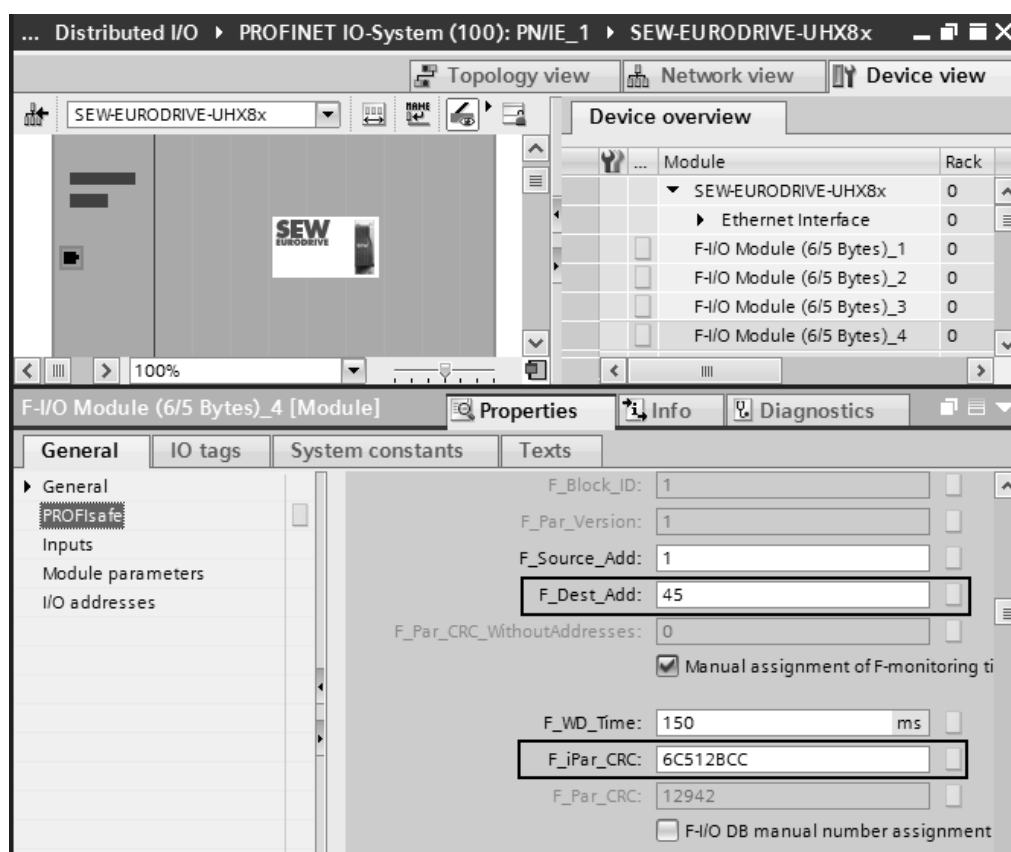 ... Distributed I/O ▸ PROFINET IO-System (100): PN/IE_1 ▸ SEW-EURODRIVE-UHX8x
Topology view Network view Device view
SEW-EURODRIVE-UHX8x NAME Device overview
... Module Rack
SEW-EURODRIVE-UHX8x 0
Ethernet Interface 0
SEW
EURODRIVE
F-I/O Module (6/5 Bytes)_1 0
F-I/O Module (6/5 Bytes)_2 0
F-I/O Module (6/5 Bytes)_3 0
F-I/O Module (6/5 Bytes)_4 0
100%
F-I/O Module (6/5 Bytes)_4 [Module] Properties Info Diagnostics
General IO tags System constants Texts
General
PROFIsafe
Inputs
Module parameters
I/O addresses
F_Block_ID: 1
F_Par_Version: 1
F_Source_Add: 1
F_Dest_Add: 45
F_Par_CRC_WithoutAddresses: 0
Manual assignment of F-monitoring ti
F_WD_Time: 150 ms
F_iPar_CRC: 6C512BCC
F_Par_CRC: 12942
F-I/O DB manual number assignment